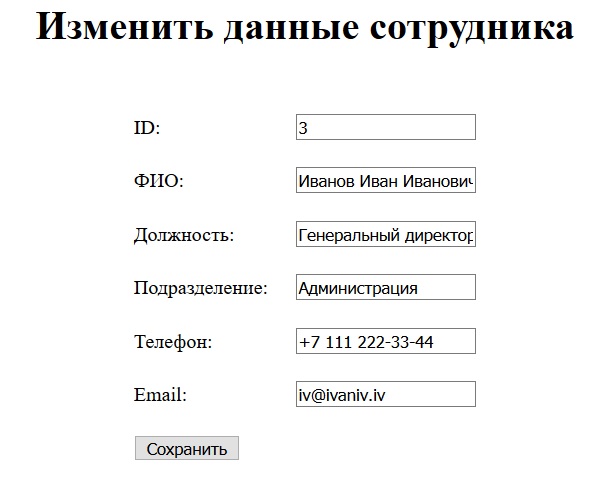 Изменить данные сотрудника
ID: 3
ФИО: Иванов Иван Иванович
Должность: Генеральный директор
Подразделение: Администрация
Телефон: +7 111 222-33-44
Email: iv@ivaniv.iv
Сохранить